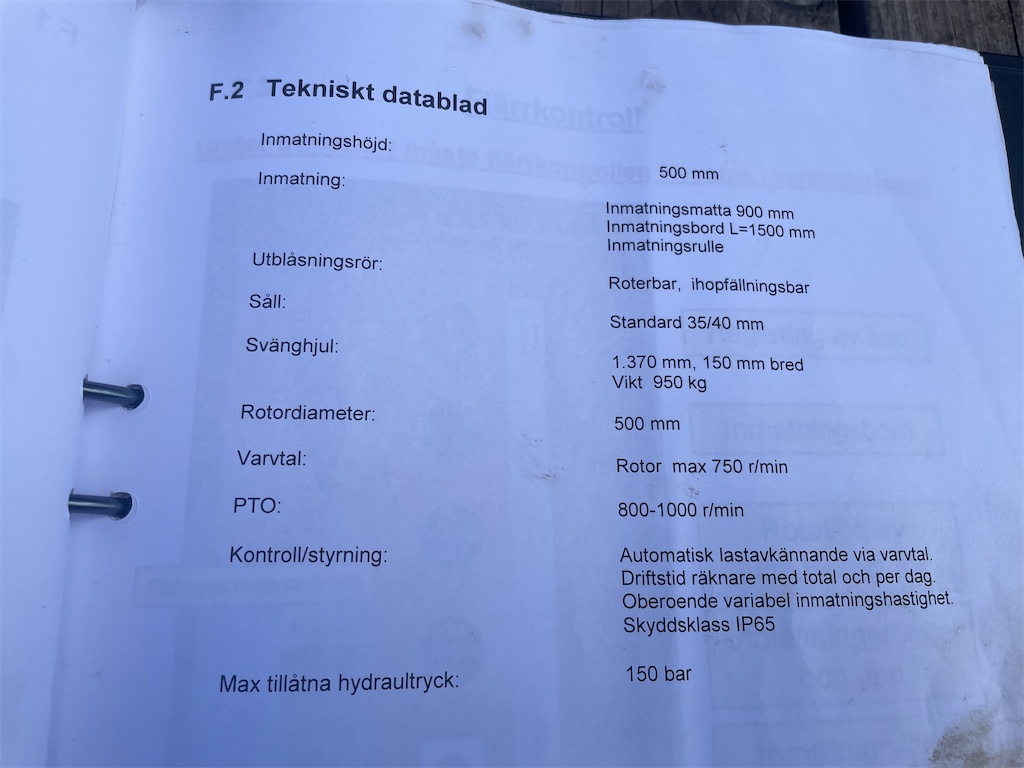 F.2 Tekniskt datablad
Inmatningshöjd: 500 mm
Inmatning: Inmatningsmatta 900 mm
Inmatningsbord L=1500 mm
Inmatningsrulle
Utblåsningsrör: Roterbar, ihopfällningsbar
Såll: Standard 35/40 mm
Svänghjul: 1.370 mm, 150 mm bred
Vikt 950 kg
Rotordiameter: 500 mm
Varvtal: Rotor max 750 r/min
PTO: 800-1000 r/min
Kontroll/styrning: Automatisk lastavkännande via varvtal.
Driftstid räknare med total och per dag.
Oberoende variabel inmatningshastighet.
Skyddsklass IP65
Max tillåtna hydraultryck: 150 bar